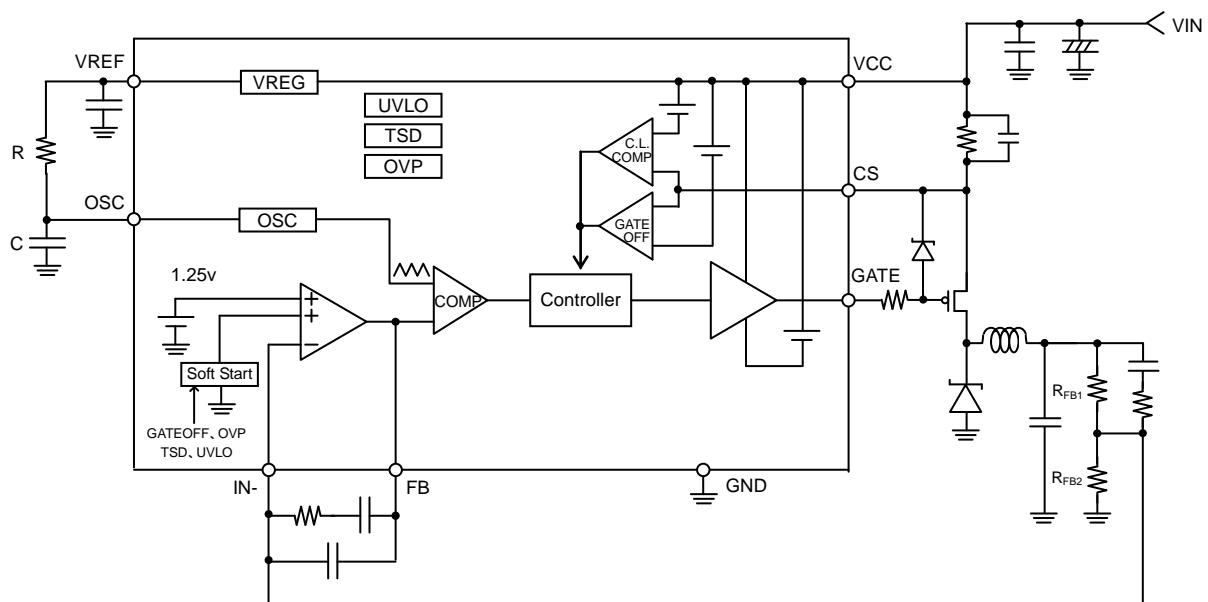 VIN
VREF
VREG
VCC
UVLO
TSD
OVP
C.L.
COMP
R
CS
OSC
OSC
GATE
OFF
C
1.25v
GATE
COMP
Controller
Soft Start
RFB1
GATEOFF、OVP
TSD、UVLO
IN-
FB
GND
RFB2